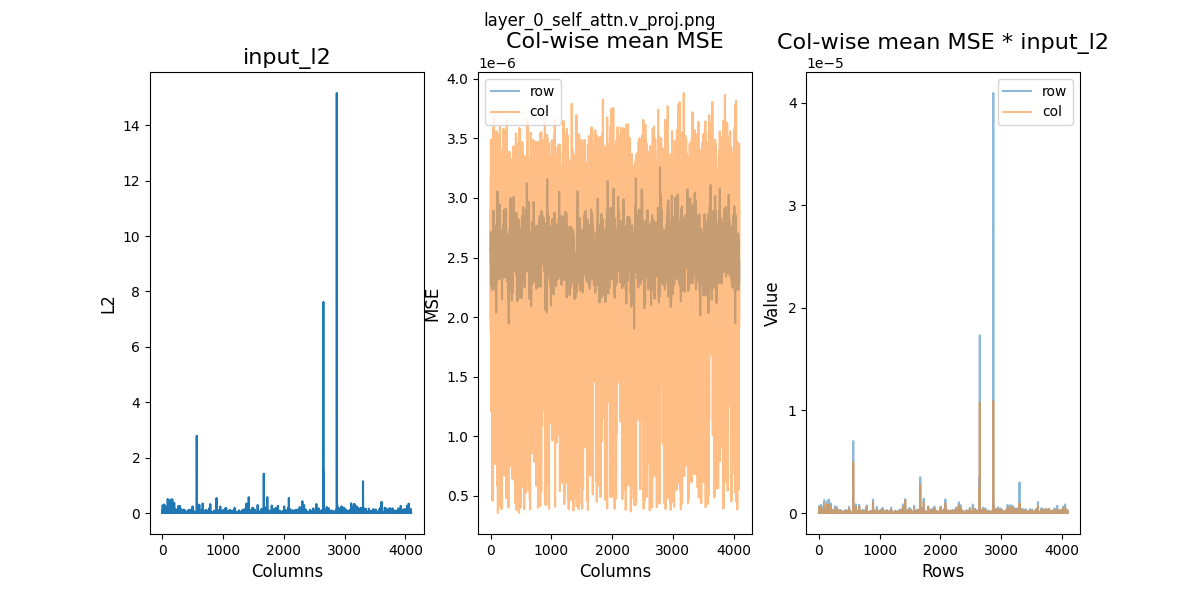 layer_0_self_attn.v_proj.png
input_l2
L2
14
12
10
8
6
4
2
0
0 1000 2000 3000 4000
Columns
Col-wise mean MSE
1e−6
row
col
MSE
4.0
3.5
3.0
2.5
2.0
1.5
1.0
0.5
0 1000 2000 3000 4000
Columns
Col-wise mean MSE * input_l2
1e−5
row
col
Value
4
3
2
1
0
0 1000 2000 3000 4000
Rows